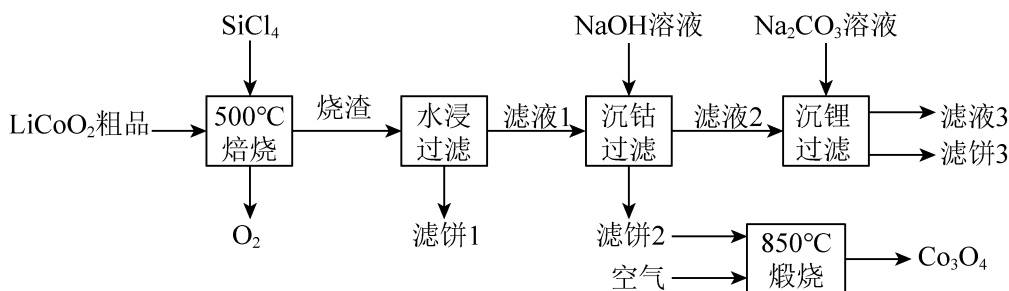 SiCl₄
NaOH溶液
Na₂CO₃溶液
LiCoO₂粗品
500℃
焙烧
烧渣
水浸
过滤
滤液1
沉钴
过滤
滤液2
沉锂
过滤
滤液3
滤饼3
O₂
滤饼1
滤饼2
空气
850℃
煅烧
Co₃O₄